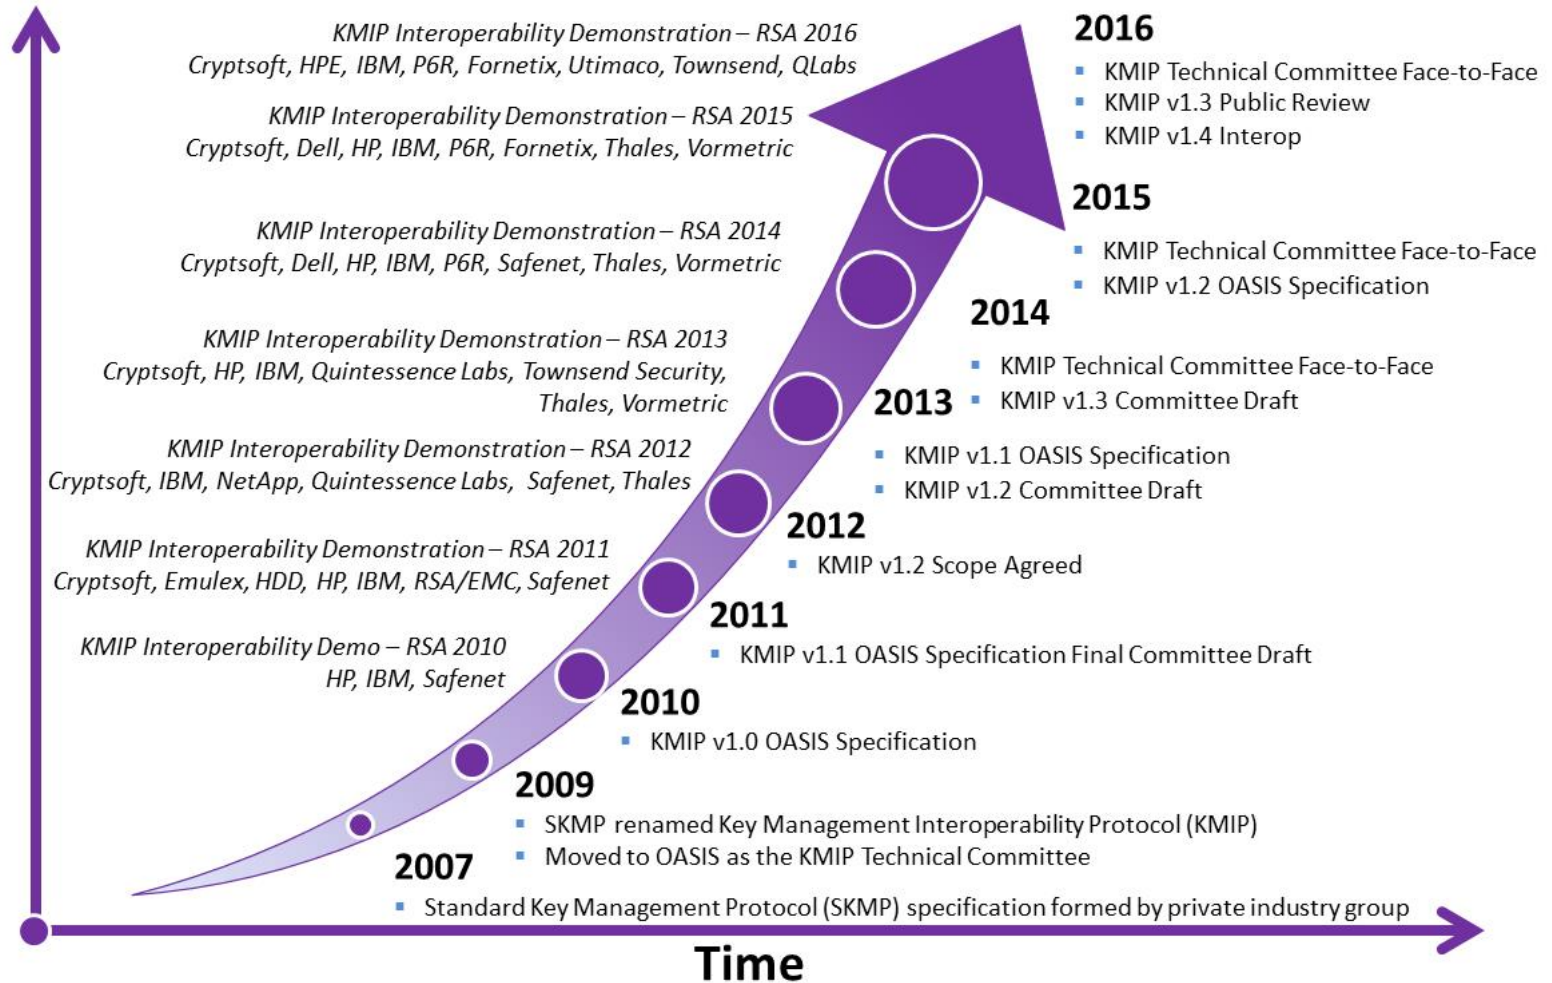 KMIP Interoperability Demonstration – RSA 2016
Cryptsoft, HPE, IBM, P6R, Fornetix, Utimaco, Townsend, QLabs
KMIP Interoperability Demonstration – RSA 2015
Cryptsoft, Dell, HP, IBM, P6R, Fornetix, Thales, Vormetric
KMIP Interoperability Demonstration – RSA 2014
Cryptsoft, Dell, HP, IBM, P6R, Safenet, Thales, Vormetric
KMIP Interoperability Demonstration – RSA 2013
Cryptsoft, HP, IBM, Quintessence Labs, Townsend Security,
Thales, Vormetric
KMIP Interoperability Demonstration – RSA 2012
Cryptsoft, IBM, NetApp, Quintessence Labs, Safenet, Thales
KMIP Interoperability Demonstration – RSA 2011
Cryptsoft, Emulex, HDD, HP, IBM, RSA/EMC, Safenet
KMIP Interoperability Demo – RSA 2010
HP, IBM, Safenet
2016
▪ KMIP Technical Committee Face-to-Face
▪ KMIP v1.3 Public Review
▪ KMIP v1.4 Interop
2015
▪ KMIP Technical Committee Face-to-Face
▪ KMIP v1.2 OASIS Specification
2014
▪ KMIP Technical Committee Face-to-Face
▪ KMIP v1.3 Committee Draft
2013
▪ KMIP v1.1 OASIS Specification
▪ KMIP v1.2 Committee Draft
2012
▪ KMIP v1.2 Scope Agreed
2011
▪ KMIP v1.1 OASIS Specification Final Committee Draft
2010
▪ KMIP v1.0 OASIS Specification
2009
▪ SKMP renamed Key Management Interoperability Protocol (KMIP)
▪ Moved to OASIS as the KMIP Technical Committee
2007
▪ Standard Key Management Protocol (SKMP) specification formed by private industry group
Time